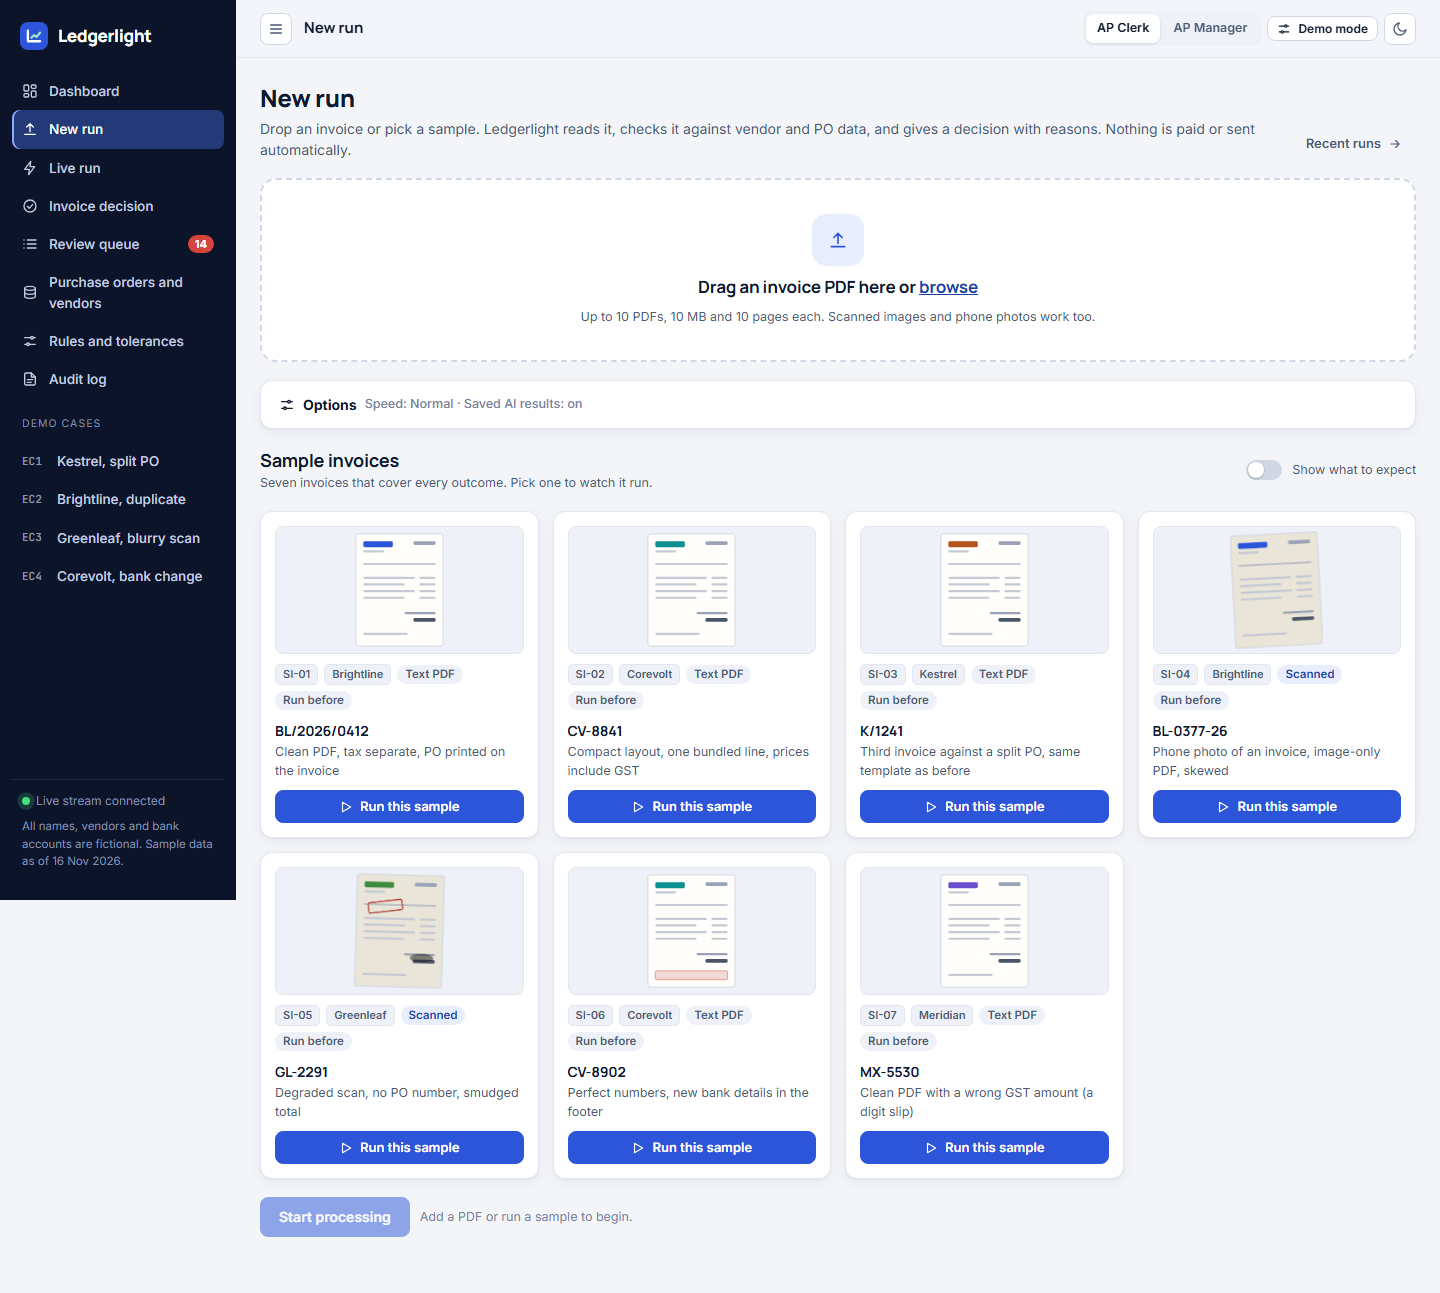 Ledgerlight
Dashboard
New run
Live run
Invoice decision
Review queue
14
Purchase orders and
vendors
Rules and tolerances
Audit log
DEMO CASES
EC1 Kestrel, split PO
EC2 Brightline, duplicate
EC3 Greenleaf, blurry scan
EC4 Corevolt, bank change
Live stream connected
All names, vendors and bank
accounts are fictional. Sample data
as of 16 Nov 2026.
New run
AP Clerk
AP Manager
Demo mode
New run
Drop an invoice or pick a sample. Ledgerlight reads it, checks it against vendor and PO data, and gives a decision with reasons. Nothing is paid or sent
automatically.
Recent runs →
Drag an invoice PDF here or browse
Up to 10 PDFs, 10 MB and 10 pages each. Scanned images and phone photos work too.
Options Speed: Normal · Saved AI results: on
Sample invoices
Seven invoices that cover every outcome. Pick one to watch it run.
Show what to expect
SI-01 Brightline Text PDF
Run before
BL/2026/0412
Clean PDF, tax separate, PO printed on
the invoice
Run this sample
SI-02 Corevolt Text PDF
Run before
CV-8841
Compact layout, one bundled line, prices
include GST
Run this sample
SI-03 Kestrel Text PDF
Run before
K/1241
Third invoice against a split PO, same
template as before
Run this sample
SI-04 Brightline Scanned
Run before
BL-0377-26
Phone photo of an invoice, image-only
PDF, skewed
Run this sample
SI-05 Greenleaf Scanned
Run before
GL-2291
Degraded scan, no PO number, smudged
total
Run this sample
SI-06 Corevolt Text PDF
Run before
CV-8902
Perfect numbers, new bank details in the
footer
Run this sample
SI-07 Meridian Text PDF
Run before
MX-5530
Clean PDF with a wrong GST amount (a
digit slip)
Run this sample
Start processing
Add a PDF or run a sample to begin.